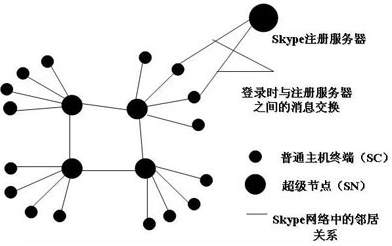 Skype注册服务器
登录时与注册服务器
之间的消息交换
普通主机终端（SC）
超级节点（SN）
Skype网络中的邻居
关系